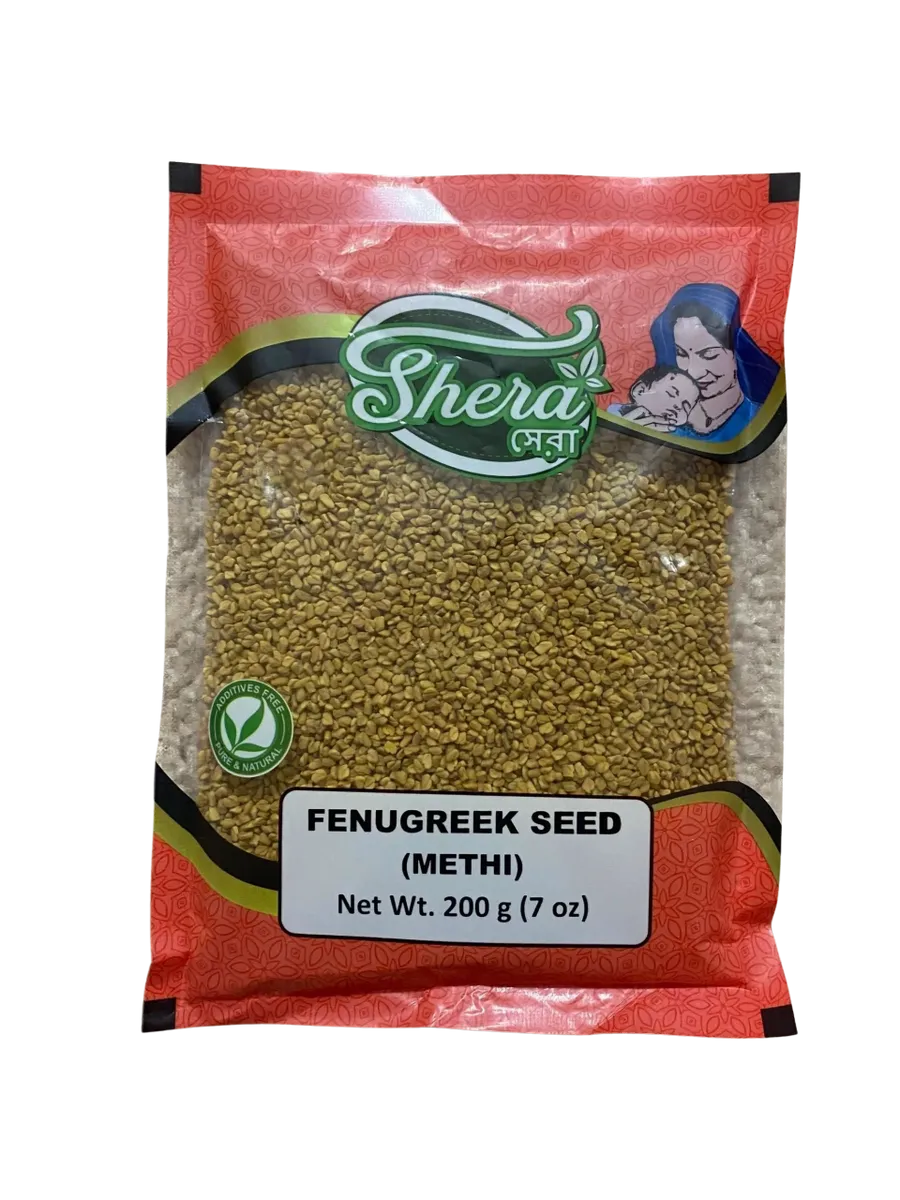 Shera
সেরা
ADDITIVES FREE
PURE & NATURAL
FENUGREEK SEED
(METHI)
Net Wt. 200 g (7 oz)